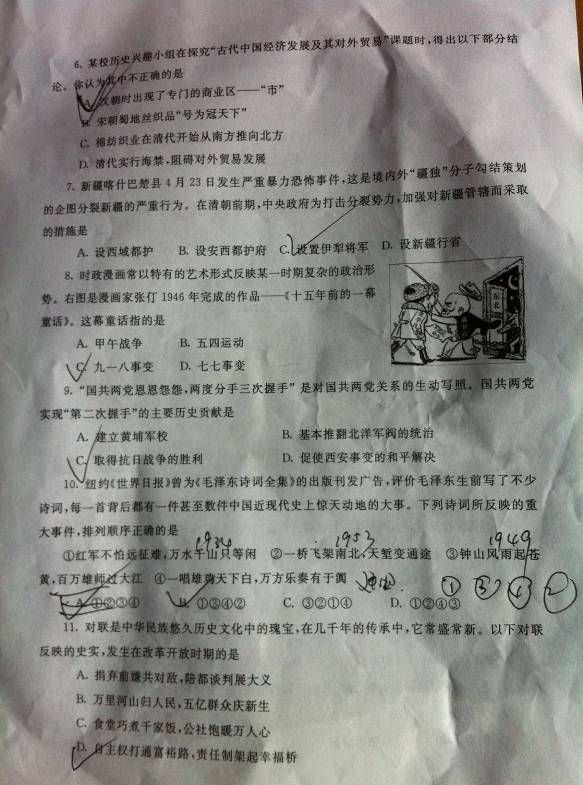 6. 某校历史兴趣小组在探究“古代中国经济发展及其对外贸易”课题时，得出以下部分结
论。你认为其中不正确的是
A. 汉朝时出现了专门的商业区——“市”
B. 宋朝蜀地丝织品“号为冠天下”
C. 棉纺织业在清代开始从南方推向北方
D. 清代实行海禁，阻碍对外贸易发展
7. 新疆喀什巴楚县4月23日发生严重暴力恐怖事件，这是境内外“疆独”分子勾结策划
的企图分裂新疆的严重行为。在清朝前期，中央政府为打击分裂势力，加强对新疆管辖而采取
的措施是
A. 设西域都护 B. 设安西都护府 C. 设置伊犁将军 D. 设新疆行省
8. 时政漫画常以特有的艺术形式反映某一时期复杂的政治形
势。右图是漫画家张仃1946年完成的作品——《十五年前的一幕
童话》。这幕童话指的是
东北
A. 甲午战争 B. 五四运动
C. 九一八事变 D. 七七事变
9. “国共两党恩恩怨怨，两度分手三次握手”是对国共两党关系的生动写照。国共两党
实现“第二次握手”的主要历史贡献是
A. 建立黄埔军校 B. 基本推翻北洋军阀的统治
C. 取得抗日战争的胜利 D. 促使西安事变的和平解决
10. 纽约《世界日报》曾为《毛泽东诗词全集》的出版刊发广告，评价毛泽东生前写了不少
诗词，每一首背后都有一件甚至数件中国近现代史上惊天动地的大事。下列诗词所反映的重
大事件，排列顺序正确的是
1934 1953 1949
①红军不怕远征难，万水千山只等闲 ②一桥飞架南北，天堑变通途 ③钟山风雨起苍
黄，百万雄师过大江 ④一唱雄鸡天下白，万方乐奏有于阗
① ③ ④ ②
A. ①②③④ B. ①③④② C. ③②①④ D. ①②④③
11. 对联是中华民族悠久历史文化中的瑰宝，在几千年的传承中，它常盛常新。以下对联
反映的史实，发生在改革开放时期的是
A. 捐弃前嫌共对敌，陪都谈判展大义
B. 万里河山归人民，五亿群众庆新生
C. 食堂巧煮千家饭，公社饱暖万人心
D. 自主权打通富裕路，责任制架起幸福桥